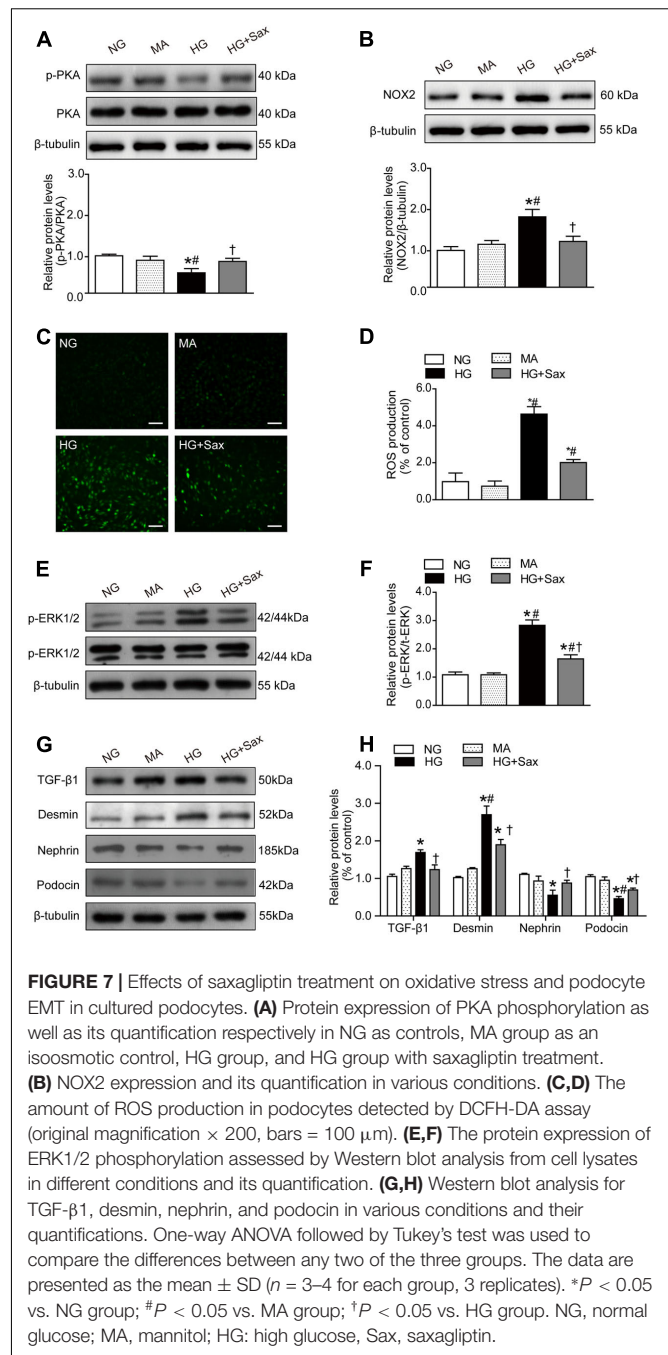 A
NG MA HG HG+Sax
p-PKA 40 kDa
PKA 40 kDa
β-tubulin 55 kDa
Relative protein levels
(p-PKA/PKA)
3.0
2.0
1.0
0.0
*# †
B
NG MA HG HG+Sax
NOX2 60 kDa
β-tubulin 55 kDa
Relative protein levels
(NOX2/β-tubulin)
3.0
2.0
1.0
0.0
*# †
C
NG MA
HG HG+Sax
D
NG MA
HG HG+Sax
ROS production
(% of control)
6.0
4.0
2.0
0.0
*# *#
E
NG MA HG HG+Sax
p-ERK1/2 42/44kDa
p-ERK1/2 42/44 kDa
β-tubulin 55 kDa
F
NG MA
HG HG+Sax
Relative protein levels
(p-ERK/t-ERK)
4.0
3.0
2.0
1.0
0.0
*# *#†
G
NG MA HG HG+Sax
TGF-β1 50kDa
Desmin 52kDa
Nephrin 185kDa
Podocin 42kDa
β-tubulin 55kDa
H
NG MA
HG HG+Sax
Relative protein levels
(% of control)
4.0
3.0
2.0
1.0
0.0
* † *# * † * † *# *†
TGF-β1 Desmin Nephrin Podocin
FIGURE 7 | Effects of saxagliptin treatment on oxidative stress and podocyte
EMT in cultured podocytes. (A) Protein expression of PKA phosphorylation as
well as its quantification respectively in NG as controls, MA group as an
isoosmotic control, HG group, and HG group with saxagliptin treatment.
(B) NOX2 expression and its quantification in various conditions. (C,D) The
amount of ROS production in podocytes detected by DCFH-DA assay
(original magnification × 200, bars = 100 μm). (E,F) The protein expression of
ERK1/2 phosphorylation assessed by Western blot analysis from cell lysates
in different conditions and its quantification. (G,H) Western blot analysis for
TGF-β1, desmin, nephrin, and podocin in various conditions and their
quantifications. One-way ANOVA followed by Tukey's test was used to
compare the differences between any two of the three groups. The data are
presented as the mean ± SD (n = 3–4 for each group, 3 replicates). *P < 0.05
vs. NG group; #P < 0.05 vs. MA group; †P < 0.05 vs. HG group. NG, normal
glucose; MA, mannitol; HG: high glucose, Sax, saxagliptin.